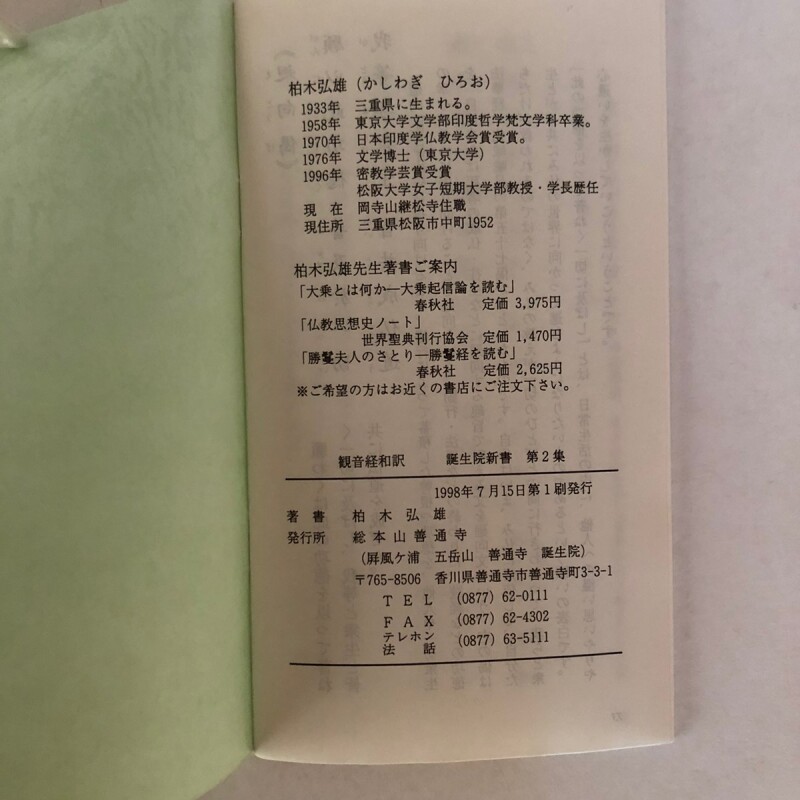 柏木弘雄(かしわぎ ひろお)
1933年 三重県に生まれる。
1958年 東京大学文学部印度哲学梵文学科卒業。
1970年 日本印度学仏教学会賞受賞。
1976年 文学博士(東京大学)
1996年 密教学芸賞受賞
松阪大学女子短期大学部教授・学長歴任
現 在 岡寺山継松寺住職
現住所 三重県松阪市中町1952
柏木弘雄先生著書ご案内
「大乗とは何か―大乗起信論を読む」
春秋社 定価 3,975円
「仏教思想史ノート」
世界聖典刊行協会 定価 1,470円
「勝鬘夫人のさとり―勝鬘経を読む」
春秋社 定価 2,625円
※ご希望の方はお近くの書店にご注文下さい。
観音経和訳 誕生院新書 第2集
1998年7月15日第1刷発行
著 書 柏 木 弘 雄
発行所 総本山善通寺
(屏風ケ浦 五岳山 善通寺 誕生院)
〒765-8506 香川県善通寺市善通寺町3-3-1
T E L (0877) 62-0111
F A X (0877) 62-4302
テレホン法 話 (0877) 63-5111